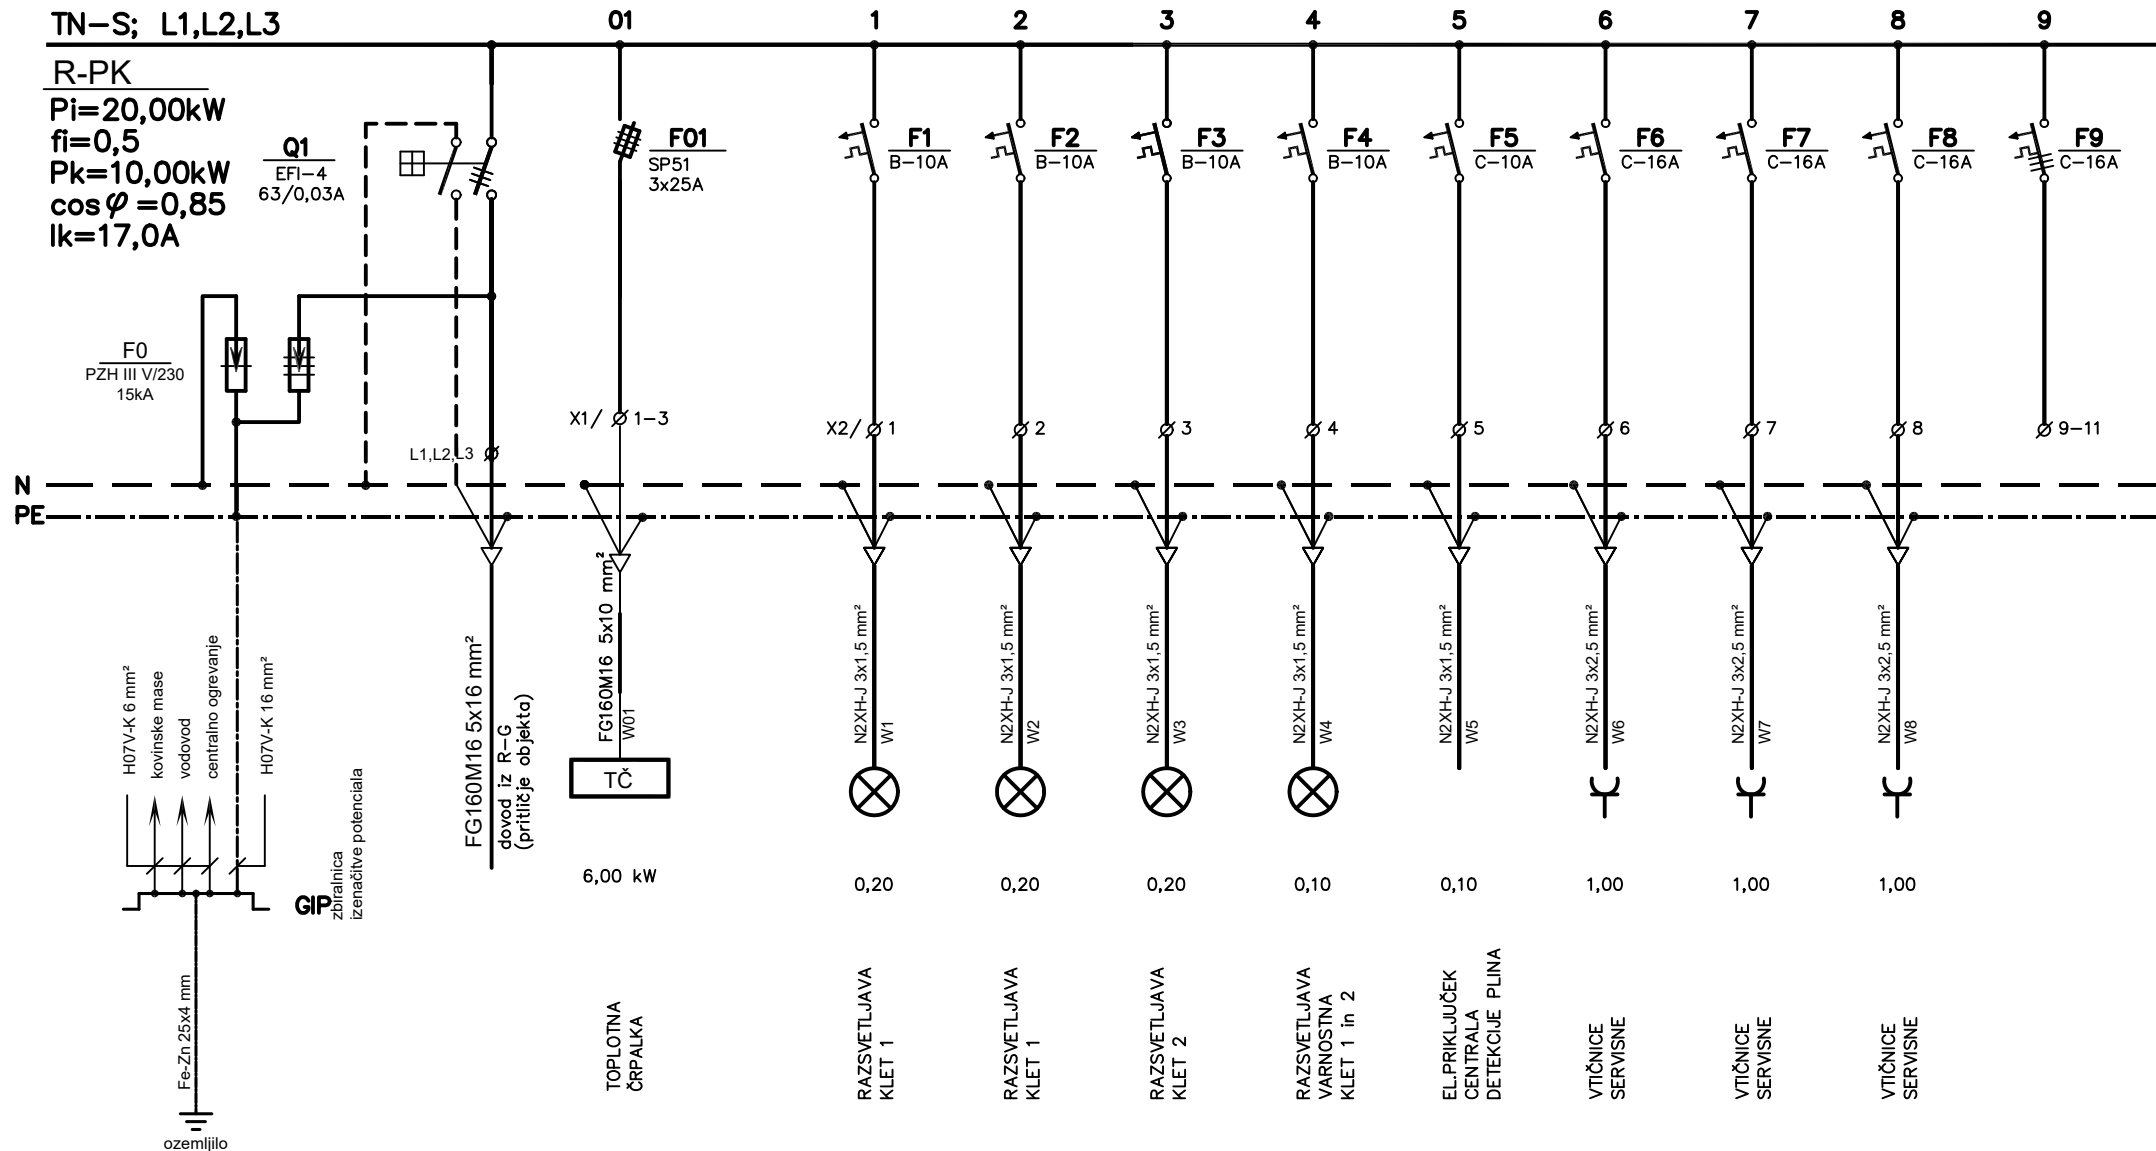 TN-S; L1,L2,L3
01
1
2
3
4
5
6
7
8
9
R-PK
Pi=20,00kW
fi=0,5
Pk=10,00kW
cosφ=0,85
Ik=17,0A
Q1
EFI-4
63/0,03A
F01
SP51
3x25A
F1
B-10A
F2
B-10A
F3
B-10A
F4
B-10A
F5
C-10A
F6
C-16A
F7
C-16A
F8
C-16A
F9
C-16A
F0
PZH III V/230
15kA
L1,L2,L3
X1/ 1-3
X2/ 1
2
3
4
5
6
7
8
9-11
N
PE
H07V-K 6 mm²
kovinske mase
vodovod
centralno ogrevanje
H07V-K 16 mm²
GIP
zbiralnica
izenačitve potenciala
Fe-Zn 25x4 mm
ozemljilo
FG160M16 5x16 mm²
dovod iz R-G
(pritličje objekta)
FG160M16 5x10 mm²
W01
TČ
N2XH-J 3x1,5 mm²
W1
N2XH-J 3x1,5 mm²
W2
N2XH-J 3x1,5 mm²
W3
N2XH-J 3x1,5 mm²
W4
N2XH-J 3x1,5 mm²
W5
N2XH-J 3x2,5 mm²
W6
N2XH-J 3x2,5 mm²
W7
N2XH-J 3x2,5 mm²
W8
6,00 kW
0,20
0,20
0,20
0,10
0,10
1,00
1,00
1,00
TOPLOTNA
ČRPALKA
RAZSVETLJAVA
KLET 1
RAZSVETLJAVA
KLET 1
RAZSVETLJAVA
KLET 2
RAZSVETLJAVA
VARNOSTNA
KLET 1 in 2
EL.PRIKLJUČEK
CENTRALA
DETEKCIJE PLINA
VTIČNICE
SERVISNE
VTIČNICE
SERVISNE
VTIČNICE
SERVISNE